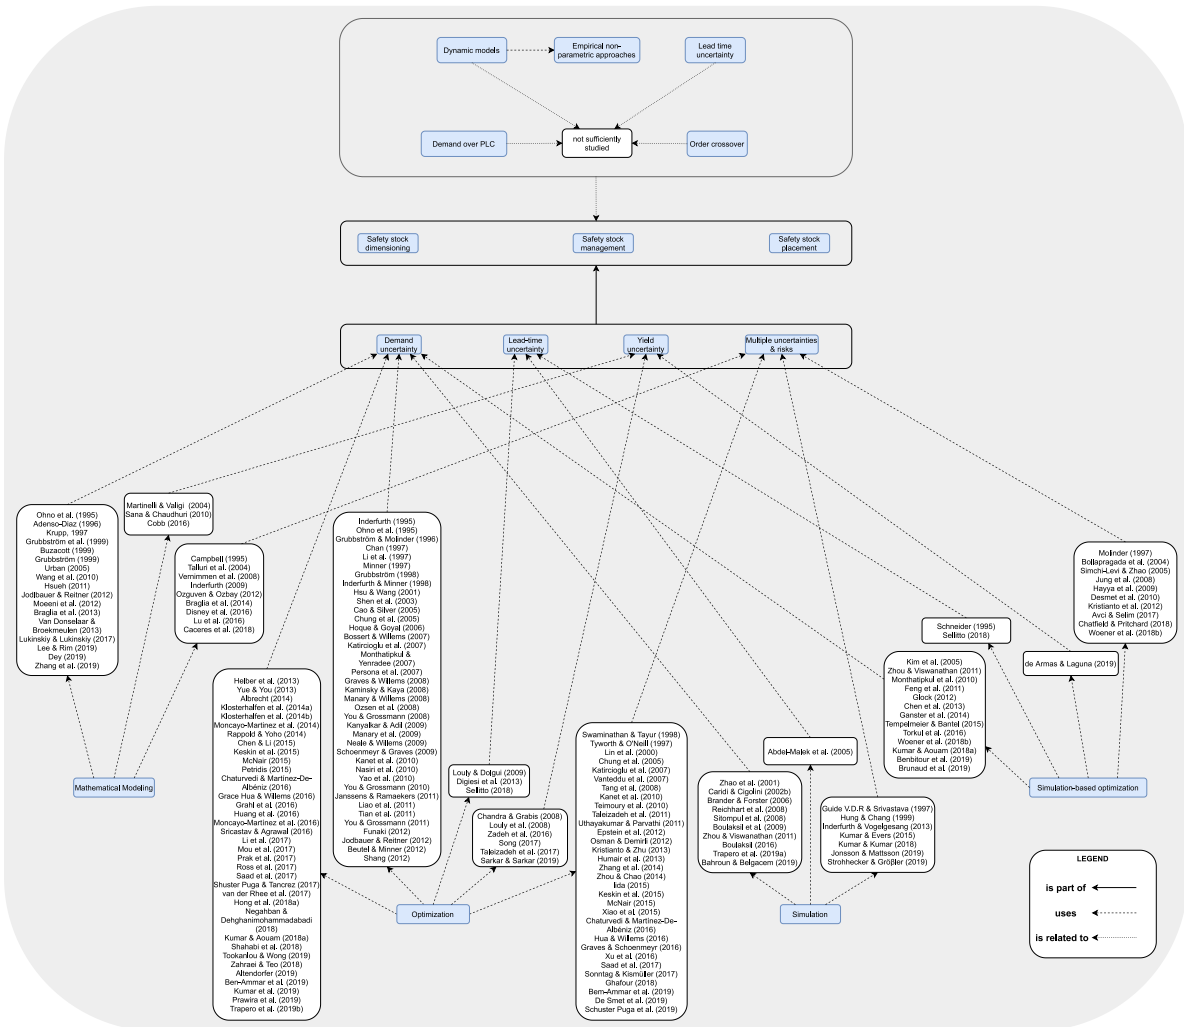 Dynamic models
Empirical non-
parametric approaches
Lead time
uncertainty
Demand over PLC
not sufficiently
studied
Order crossover
Safety stock
dimensioning
Safety stock
management
Safety stock
placement
Demand
uncertainty
Lead-time
uncertainty
Yield
uncertainty
Multiple uncertainties
& risks
Ohno et al. (1995)
Adenso-Diaz (1996)
Krupp, 1997
Grubbström et al. (1999)
Buzacott (1999)
Grubbström (1999)
Urban (2005)
Wang et al. (2010)
Hsueh (2011)
Jodlbauer & Reitner (2012)
Moeeni et al. (2012)
Braglia et al. (2013)
Van Donselaar &
Broekmeulen (2013)
Lukinskiy & Lukinskiy (2017)
Lee & Rim (2019)
Dey (2019)
Zhang et al. (2019)
Martinelli & Valigi (2004)
Sana & Chaudhuri (2010)
Cobb (2016)
Campbell (1995)
Talluri et al. (2004)
Vernimmen et al. (2008)
Inderfurth (2009)
Ozguven & Ozbay (2012)
Braglia et al. (2014)
Disney et al. (2016)
Lu et al. (2016)
Caceres et al. (2018)
Mathematical Modeling
Helber et al. (2013)
Yue & You (2013)
Albrecht (2014)
Klosterhalfen et al. (2014a)
Klosterhalfen et al. (2014b)
Moncayo-Martínez et al. (2014)
Rappold & Yoho (2014)
Chen & Li (2015)
Keskin et al. (2015)
McNair (2015)
Petridis (2015)
Chaturvedi & Martínez-De-
Albéniz (2016)
Grace Hua & Willems (2016)
Grahl et al. (2016)
Huang et al. (2016)
Moncayo-Martínez et al. (2016)
Sricastav & Agrawal (2016)
Li et al. (2017)
Mou et al. (2017)
Prak et al. (2017)
Ross et al. (2017)
Saad et al. (2017)
Shuster Puga & Tancrez (2017)
van der Rhee et al. (2017)
Hong et al. (2018a)
Negahban &
Dehghanimohammadabadi
(2018)
Kumar & Aouam (2018a)
Shahabi et al. (2018)
Tookanlou & Wong (2019)
Zahraei & Teo (2018)
Altendorfer (2019)
Ben-Ammar et al. (2019)
Kumar et al. (2019)
Prawira et al. (2019)
Trapero et al. (2019b)
Inderfurth (1995)
Ohno et al. (1995)
Grubbström & Molinder (1996)
Chan (1997)
Li et al. (1997)
Minner (1997)
Grubbström (1998)
Inderfurth & Minner (1998)
Hsu & Wang (2001)
Shen et al. (2003)
Cao & Silver (2005)
Chung et al. (2005)
Hoque & Goyal (2006)
Bossert & Willems (2007)
Katircioglu et al. (2007)
Monthatipkul &
Yenradee (2007)
Persona et al. (2007)
Graves & Willems (2008)
Kaminsky & Kaya (2008)
Manary & Willems (2008)
Ozsen et al. (2008)
You & Grossmann (2008)
Kanyalkar & Adil (2009)
Manary et al. (2009)
Neale & Willems (2009)
Schoenmeyr & Graves (2009)
Kanet et al. (2010)
Nasiri et al. (2010)
Yao et al. (2010)
You & Grossmann (2010)
Janssens & Ramaekers (2011)
Liao et al. (2011)
Tian et al. (2011)
You & Grossmann (2011)
Funaki (2012)
Jodbauer & Reitner (2012)
Beutel & Minner (2012)
Shang (2012)
Louly & Dolgui (2009)
Digiesi et al. (2013)
Sellitto (2018)
Chandra & Grabis (2008)
Louly et al. (2008)
Zadeh et al. (2016)
Song (2017)
Taleizadeh et al. (2017)
Sarkar & Sarkar (2019)
Optimization
Swaminathan & Tayur (1998)
Tyworth & O'Neill (1997)
Lin et al. (2000)
Chung et al. (2005)
Katircioglu et al. (2007)
Vanteddu et al. (2007)
Tang et al. (2008)
Kanet et al. (2010)
Teimoury et al. (2010)
Taleizadeh et al. (2011)
Uthayakumar & Parvathi (2011)
Epstein et al. (2012)
Osman & Demirli (2012)
Kristianto & Zhu (2013)
Humair et al. (2013)
Zhang et al. (2014)
Zhou & Chao (2014)
Iida (2015)
Keskin et al. (2015)
McNair (2015)
Xiao et al. (2015)
Chaturvedi & Martínez-De-
Albéniz (2016)
Hua & Willems (2016)
Graves & Schoenmeyr (2016)
Xu et al. (2016)
Saad et al. (2017)
Sonntag & Kismüller (2017)
Ghafour (2018)
Bem-Ammar et al. (2019)
De Smet et al. (2019)
Schuster Puga et al. (2019)
Zhao et al. (2001)
Caridi & Cigolini (2002b)
Brander & Forster (2006)
Reichhart et al. (2008)
Sitompul et al. (2008)
Boulaksil et al. (2009)
Zhou & Viswanathan (2011)
Boulaksil (2016)
Trapero et al. (2019a)
Bahroun & Belgacem (2019)
Abdel-Malek et al. (2005)
Guide V.D.R & Srivastava (1997)
Hung & Chang (1999)
Inderfurth & Vogelgesang (2013)
Kumar & Evers (2015)
Kumar & Kumar (2018)
Jonsson & Mattsson (2019)
Strohhecker & Größler (2019)
Simulation
Kim et al. (2005)
Zhou & Viswanathan (2011)
Monthatipkul et al. (2010)
Feng et al. (2011)
Glock (2012)
Chen et al. (2013)
Ganster et al. (2014)
Tempelmeier & Bantel (2015)
Torkul et al. (2016)
Woerner et al. (2018b)
Kumar & Aouam (2018a)
Benbitour et al. (2019)
Brunaud et al. (2019)
Schneider (1995)
Sellitto (2018)
de Armas & Laguna (2019)
Molinder (1997)
Bollapragada et al. (2004)
Simchi-Levi & Zhao (2005)
Jung et al. (2008)
Hayya et al. (2009)
Desmet et al. (2010)
Kristianto et al. (2012)
Avci & Selim (2017)
Chatfield & Pritchard (2018)
Woener et al. (2018b)
Simulation-based optimization
LEGEND
is part of
uses
is related to